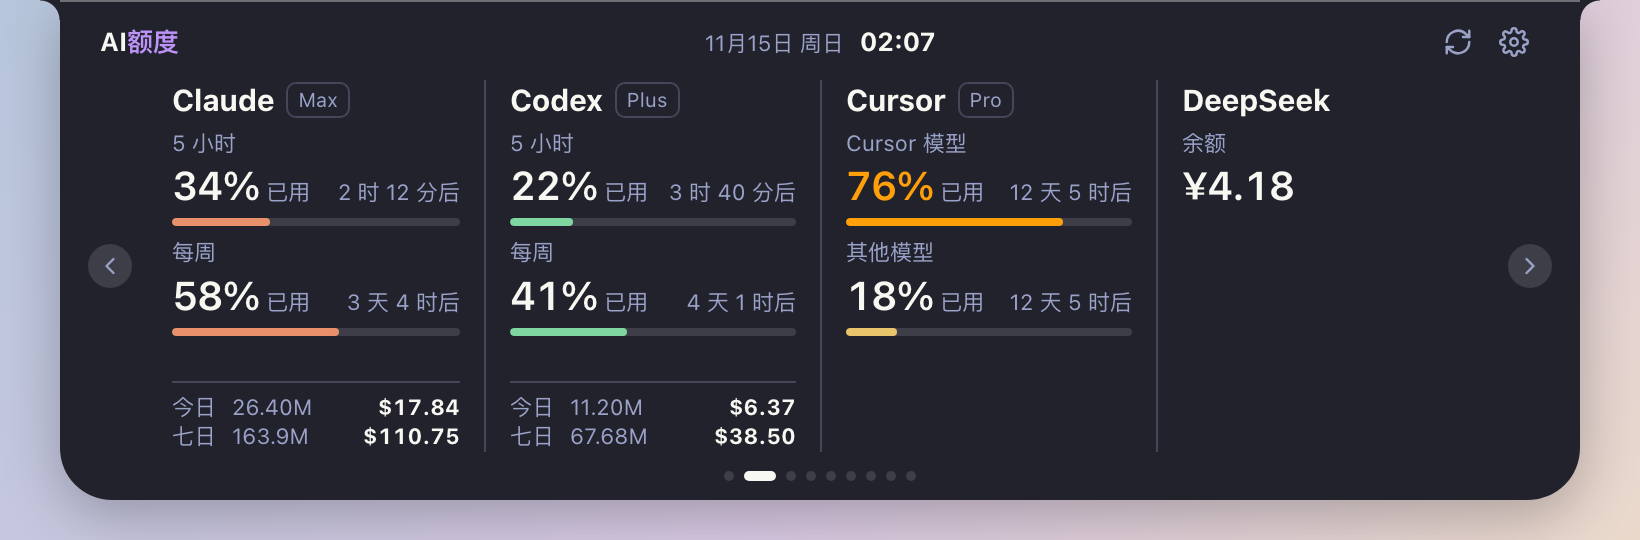 AI额度
11月15日 周日 02:07
Claude Max
5 小时
34% 已用 2 时 12 分后
每周
58% 已用 3 天 4 时后
今日 26.40M $17.84
七日 163.9M $110.75
Codex Plus
5 小时
22% 已用 3 时 40 分后
每周
41% 已用 4 天 1 时后
今日 11.20M $6.37
七日 67.68M $38.50
Cursor Pro
Cursor 模型
76% 已用 12 天 5 时后
其他模型
18% 已用 12 天 5 时后
DeepSeek
余额
¥4.18